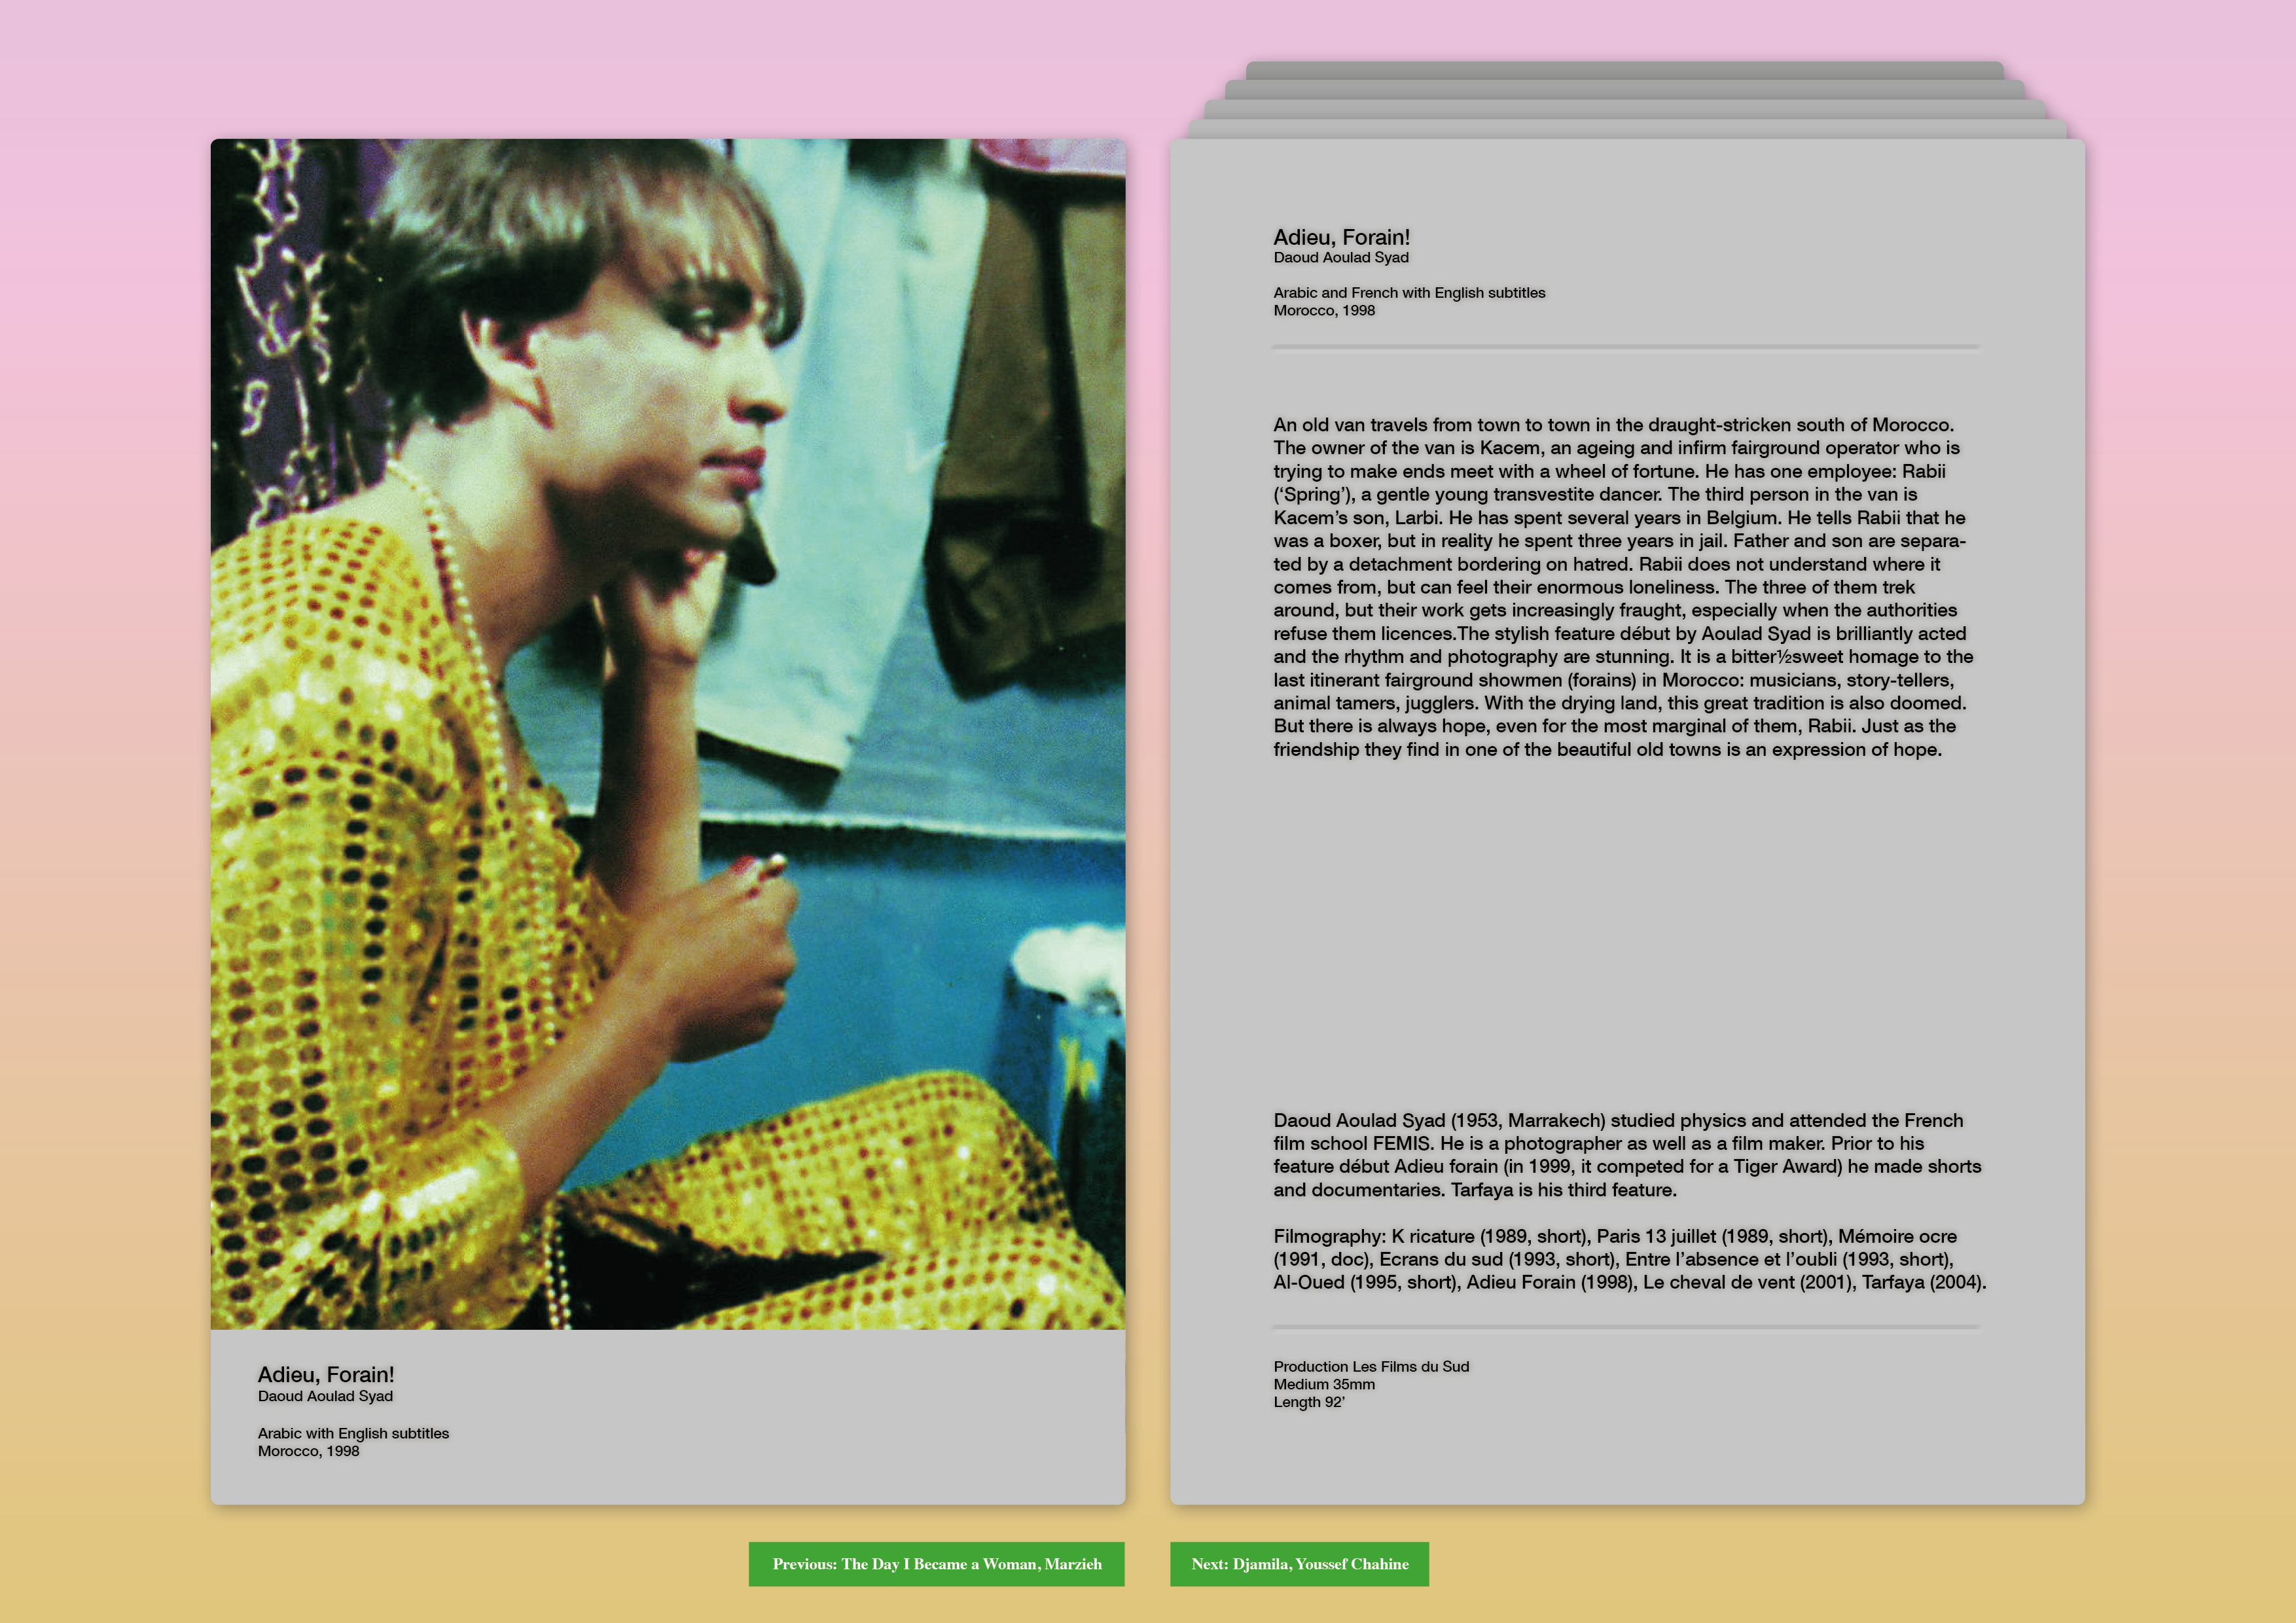 Adieu, Forain!
Daoud Aoulad Syad
Arabic with English subtitles
Morocco, 1998
Adieu, Forain!
Daoud Aoulad Syad
Arabic and French with English subtitles
Morocco, 1998
An old van travels from town to town in the draught-stricken south of Morocco.
The owner of the van is Kacem, an ageing and infirm fairground operator who is
trying to make ends meet with a wheel of fortune. He has one employee: Rabii
(‘Spring’), a gentle young transvestite dancer. The third person in the van is
Kacem’s son, Larbi. He has spent several years in Belgium. He tells Rabii that he
was a boxer, but in reality he spent three years in jail. Father and son are separa-
ted by a detachment bordering on hatred. Rabii does not understand where it
comes from, but can feel their enormous loneliness. The three of them trek
around, but their work gets increasingly fraught, especially when the authorities
refuse them licences.The stylish feature début by Aoulad Syad is brilliantly acted
and the rhythm and photography are stunning. It is a bitter½sweet homage to the
last itinerant fairground showmen (forains) in Morocco: musicians, story-tellers,
animal tamers, jugglers. With the drying land, this great tradition is also doomed.
But there is always hope, even for the most marginal of them, Rabii. Just as the
friendship they find in one of the beautiful old towns is an expression of hope.
Daoud Aoulad Syad (1953, Marrakech) studied physics and attended the French
film school FEMIS. He is a photographer as well as a film maker. Prior to his
feature début Adieu forain (in 1999, it competed for a Tiger Award) he made shorts
and documentaries. Tarfaya is his third feature.
Filmography: K ricature (1989, short), Paris 13 juillet (1989, short), Mémoire ocre
(1991, doc), Ecrans du sud (1993, short), Entre l’absence et l’oubli (1993, short),
Al-Oued (1995, short), Adieu Forain (1998), Le cheval de vent (2001), Tarfaya (2004).
Production Les Films du Sud
Medium 35mm
Length 92’
Previous: The Day I Became a Woman, Marzieh
Next: Djamila, Youssef Chahine